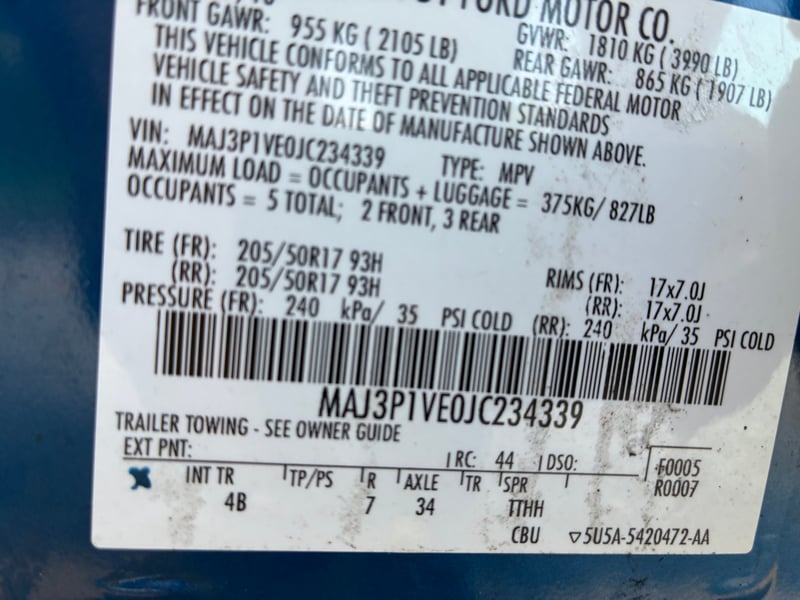 FORD MOTOR CO.
FRONT GAWR: 955 KG ( 2105 LB) GVWR: 1810 KG ( 3990 LB)
REAR GAWR: 865 KG ( 1907 LB)
THIS VEHICLE CONFORMS TO ALL APPLICABLE FEDERAL MOTOR
VEHICLE SAFETY AND THEFT PREVENTION STANDARDS
IN EFFECT ON THE DATE OF MANUFACTURE SHOWN ABOVE.
VIN: MAJ3P1VE0JC234339 TYPE: MPV
MAXIMUM LOAD = OCCUPANTS + LUGGAGE = 375KG/ 827LB
OCCUPANTS = 5 TOTAL; 2 FRONT, 3 REAR
TIRE (FR): 205/50R17 93H RIMS (FR): 17x7.0J
(RR): 205/50R17 93H (RR): 17x7.0J
PRESSURE (FR): 240 kPa/ 35 PSI COLD (RR): 240 kPa/ 35 PSI COLD
MAJ3P1VE0JC234339
TRAILER TOWING - SEE OWNER GUIDE
EXT PNT: RC: 44 DSO: F0005
R0007
INT TR TP/PS R AXLE TR SPR
4B 7 34 TTHH
CBU ▽5U5A-5420472-AA